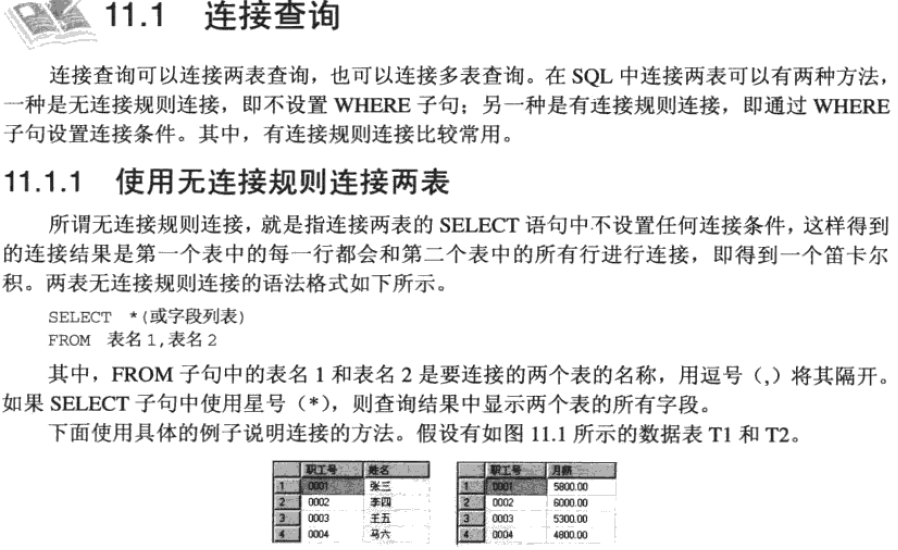 11.1 连接查询
连接查询可以连接两表查询，也可以连接多表查询。在 SQL 中连接两表可以有两种方法，
一种是无连接规则连接，即不设置 WHERE 子句；另一种是有连接规则连接，即通过 WHERE
子句设置连接条件。其中，有连接规则连接比较常用。
11.1.1 使用无连接规则连接两表
所谓无连接规则连接，就是指连接两表的 SELECT 语句中不设置任何连接条件，这样得到
的连接结果是第一个表中的每一行都会和第二个表中的所有行进行连接，即得到一个笛卡尔
积。两表无连接规则连接的语法格式如下所示。
SELECT *(或字段列表)
FROM 表名1,表名2
其中，FROM 子句中的表名 1 和表名 2 是要连接的两个表的名称，用逗号（,）将其隔开。
如果 SELECT 子句中使用星号（*），则查询结果中显示两个表的所有字段。
下面使用具体的例子说明连接的方法。假设有如图 11.1 所示的数据表 T1 和 T2。
职工号 姓名 职工号 月薪
1 0001 张三 1 0001 5800.00
2 0002 李四 2 0002 6000.00
3 0003 王五 3 0003 5300.00
4 0004 马六 4 0004 4800.00